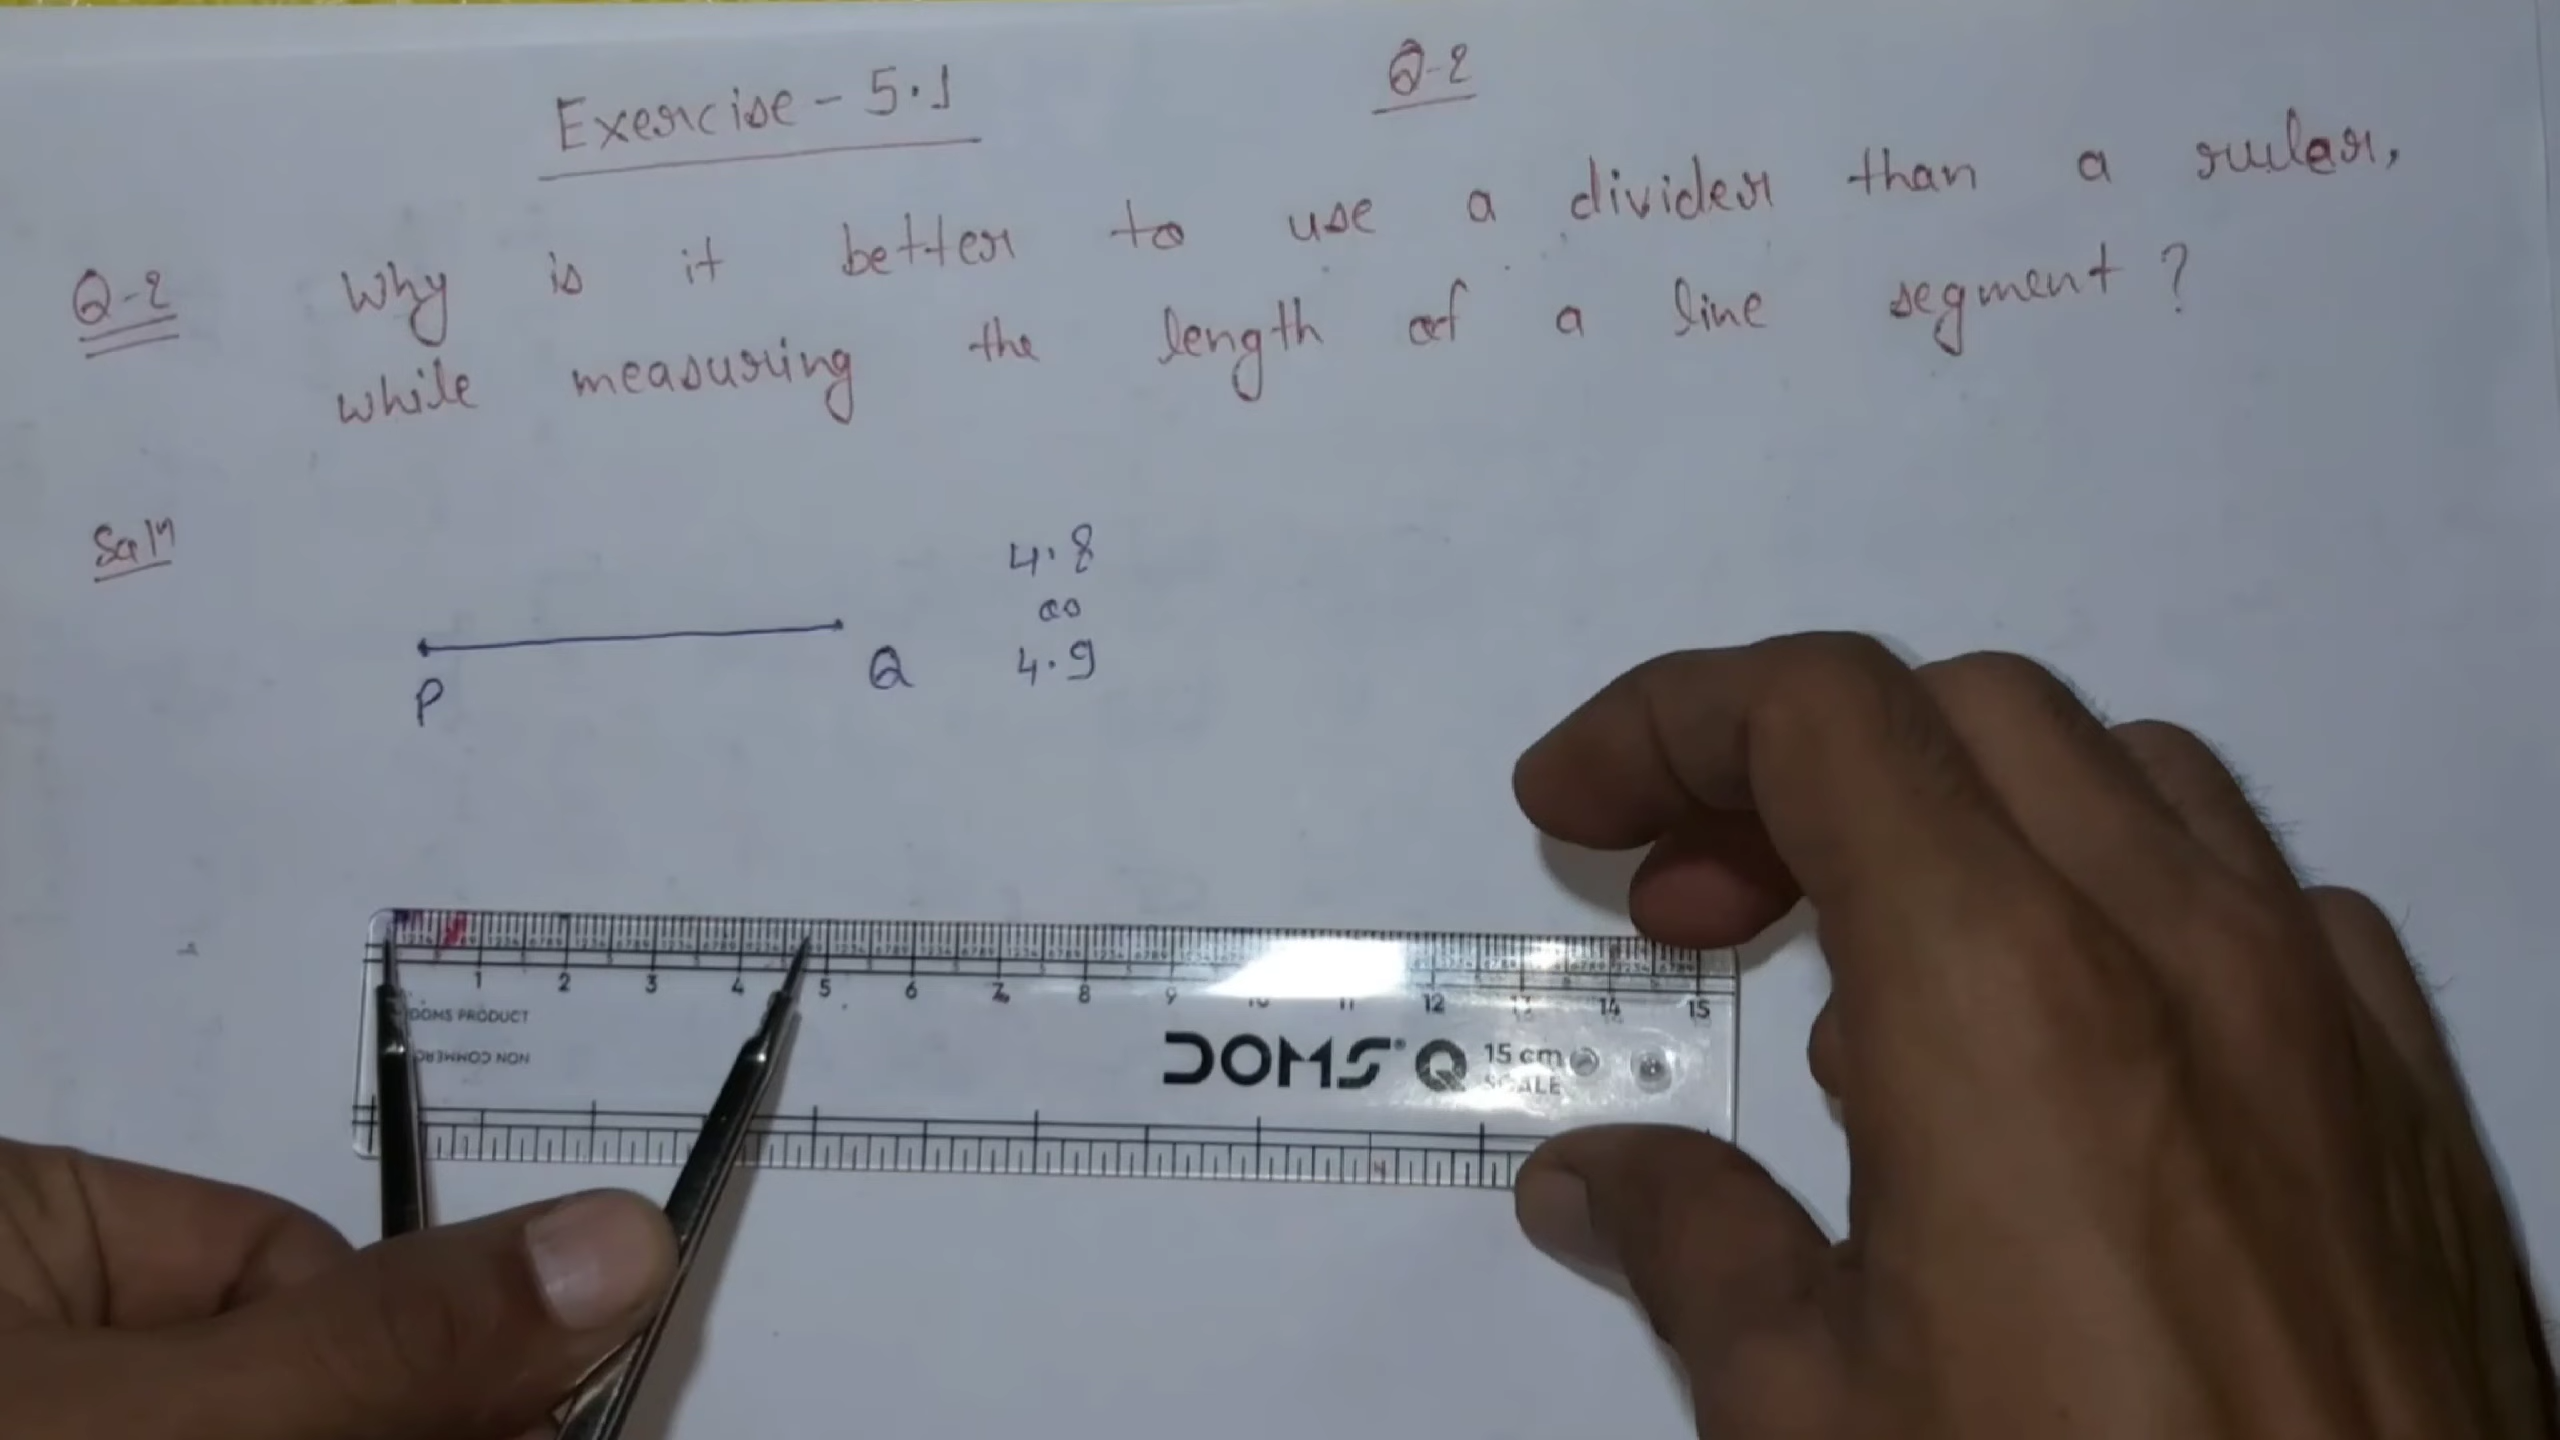 Exercise - 5.1
Q-2
Q-2 Why is it better to use a divider than a ruler,
while measuring the length of a line segment?
Soln
4.8
4.9
P
Q
1 2 3 4 5 6 7 8 9 10 11 12 13 14 15
DOMS PRODUCT
DOMS Q 15 cm
SCALE